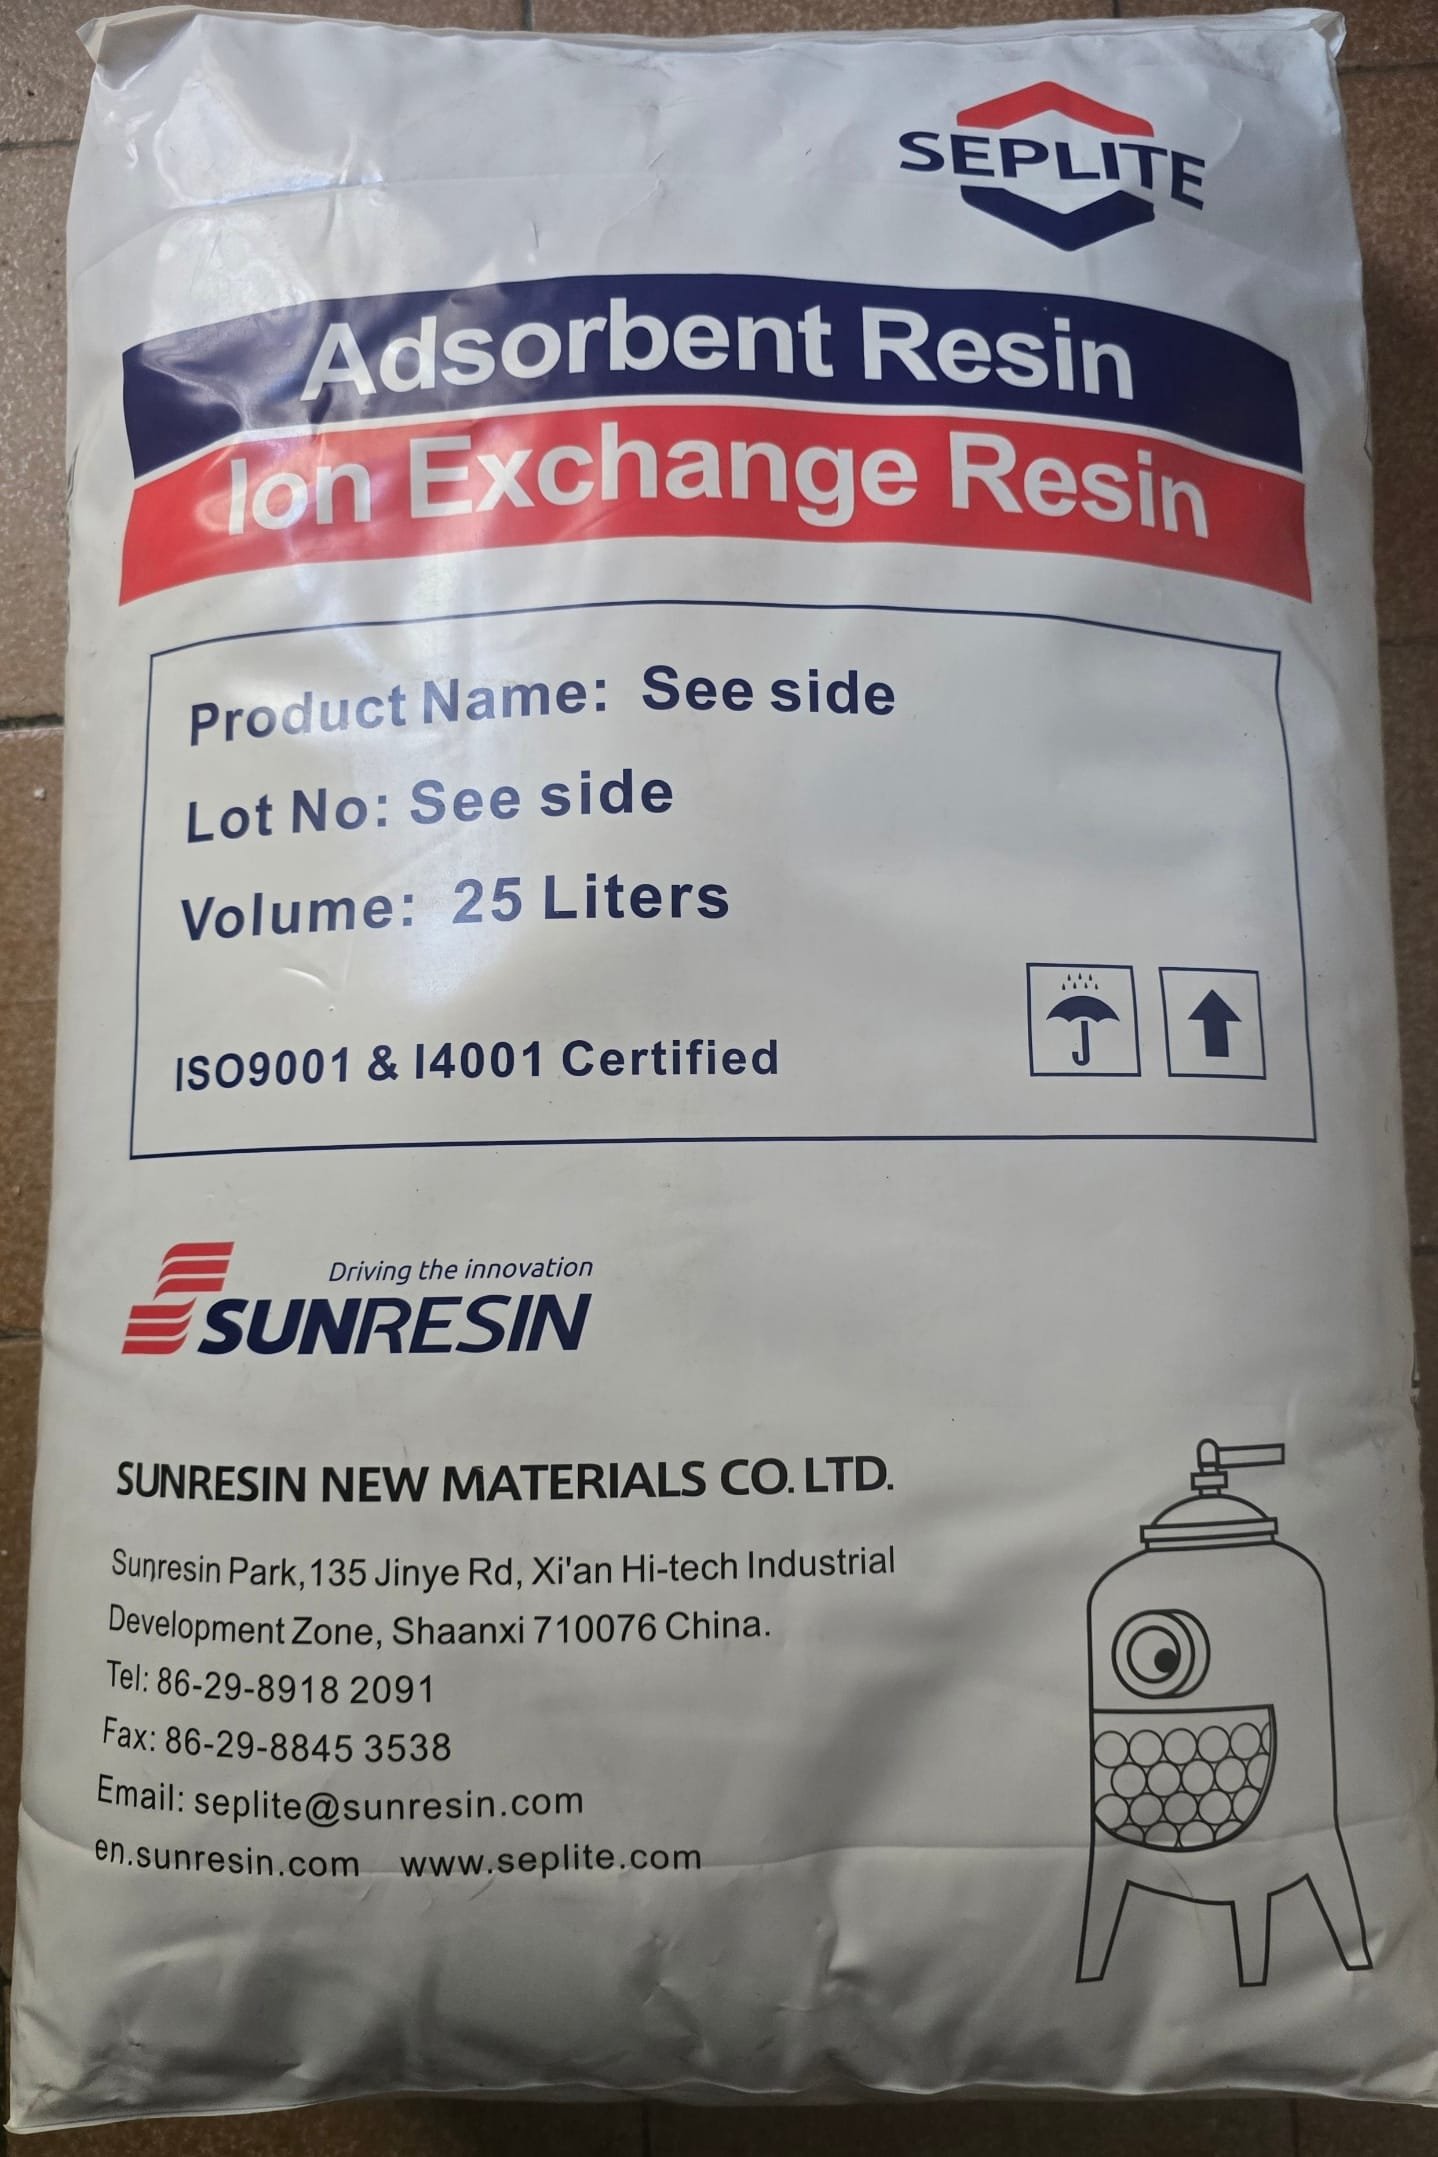 SEPLITE
Adsorbent Resin
Ion Exchange Resin
Product Name: See side
Lot No: See side
Volume: 25 Liters
ISO9001 & I4001 Certified
Driving the innovation
SUNRESIN
SUNRESIN NEW MATERIALS CO. LTD.
Sunresin Park,135 Jinye Rd, Xi'an Hi-tech Industrial
Development Zone, Shaanxi 710076 China.
Tel: 86-29-8918 2091
Fax: 86-29-8845 3538
Email: seplite@sunresin.com
en.sunresin.com www.seplite.com